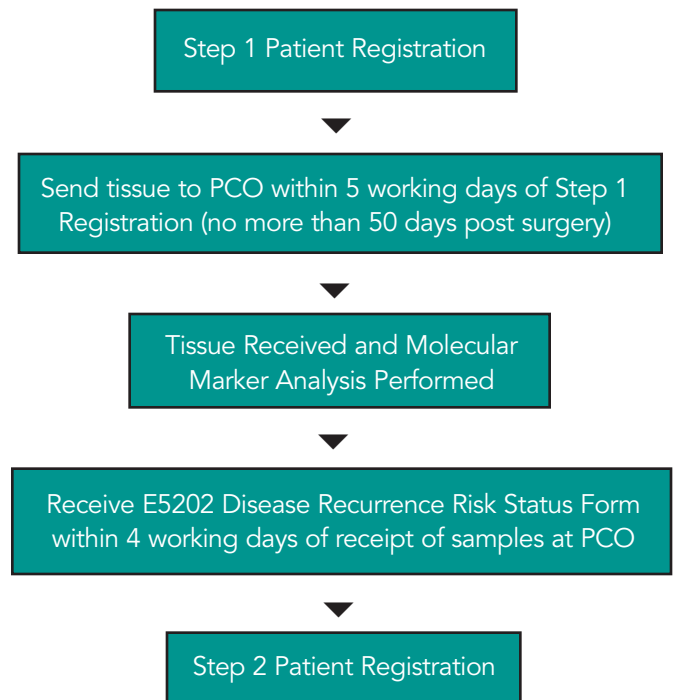 Step 1 Patient Registration
Send tissue to PCO within 5 working days of Step 1
Registration (no more than 50 days post surgery)
Tissue Received and Molecular
Marker Analysis Performed
Receive E5202 Disease Recurrence Risk Status Form
within 4 working days of receipt of samples at PCO
Step 2 Patient Registration